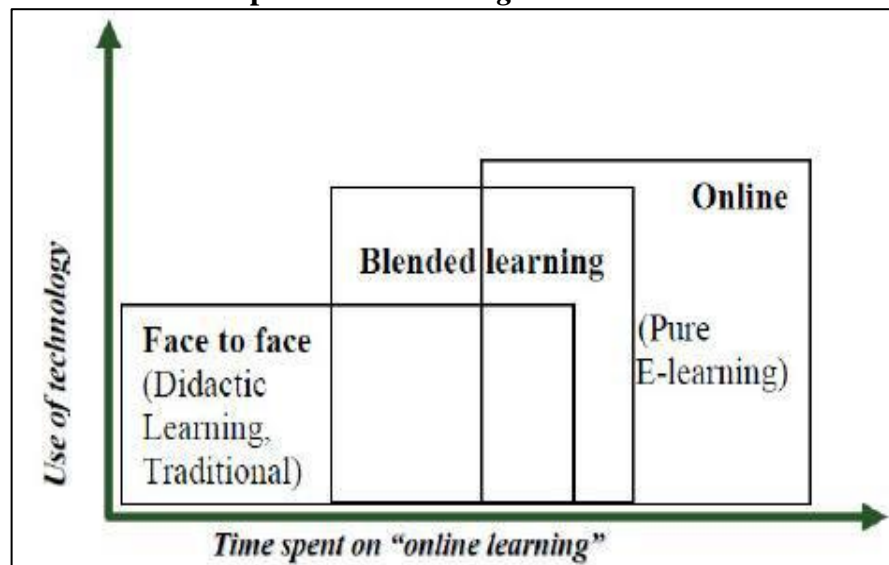 Use of technology
Online
Blended learning
Face to face
(Didactic
Learning,
Traditional)
(Pure
E-learning)
Time spent on “online learning”